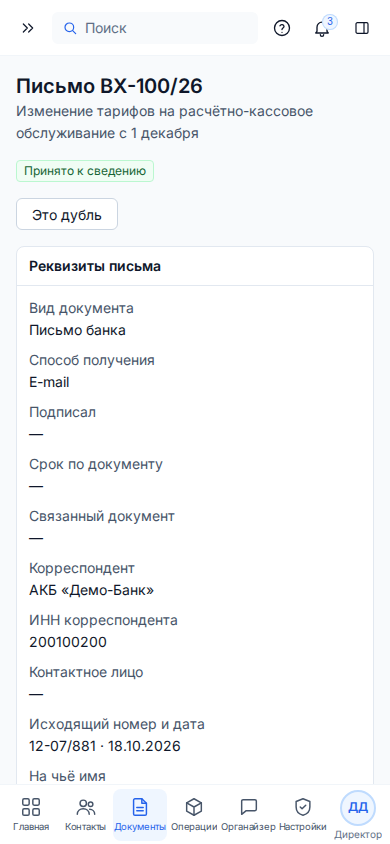 Поиск
3
Письмо ВХ-100/26
Изменение тарифов на расчётно-кассовое
обслуживание с 1 декабря
Принято к сведению
Это дубль
Реквизиты письма
Вид документа
Письмо банка
Способ получения
E-mail
Подписал
—
Срок по документу
—
Связанный документ
—
Корреспондент
АКБ «Демо-Банк»
ИНН корреспондента
200100200
Контактное лицо
—
Исходящий номер и дата
12-07/881 · 18.10.2026
На чьё имя
Главная
Контакты
Документы
Операции
Органайзер
Настройки
ДД
Директор